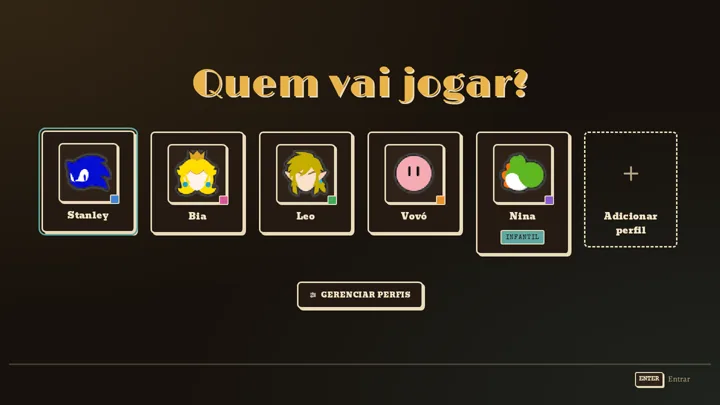 Quem vai jogar?
Stanley
Bia
Leo
Vovó
Nina
INFANTIL
Adicionar
perfil
GERENCIAR PERFIS
ENTER Entrar